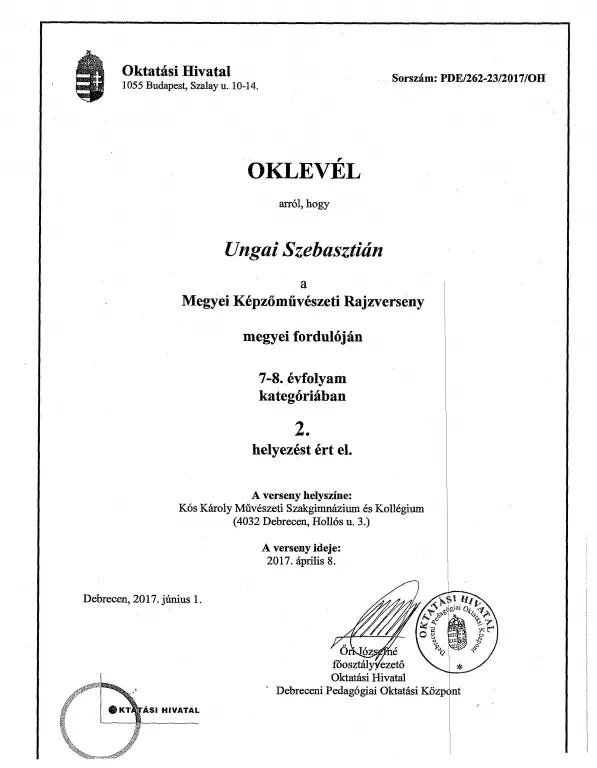 Oktatási Hivatal
1055 Budapest, Szalay u. 10-14.
Sorszám: PDE/262-23/2017/OH
OKLEVÉL
arról, hogy
Ungai Szebasztián
a
Megyei Képzőművészeti Rajzverseny
megyei fordulóján
7-8. évfolyam
kategóriában
2.
helyezést ért el.
A verseny helyszíne:
Kós Károly Művészeti Szakgimnázium és Kollégium
(4032 Debrecen, Hollós u. 3.)
A verseny ideje:
2017. április 8.
Debrecen, 2017. június 1.
Őri Józsefné
főosztályvezető
Oktatási Hivatal
Debreceni Pedagógiai Oktatási Központ
OKTATÁSI HIVATAL
Debreceni Pedagógiai Oktatási Központ
*
OKTATÁSI HIVATAL